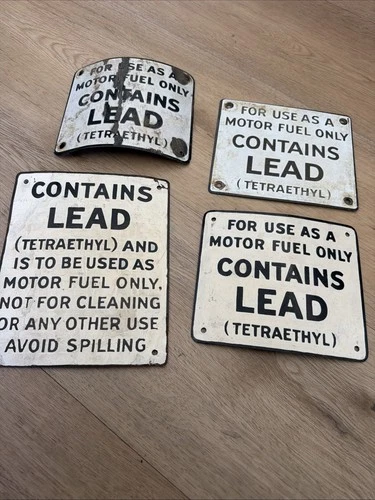 FOR USE AS A
MOTOR FUEL ONLY
CONTAINS
LEAD
(TETRAETHYL)
FOR USE AS A
MOTOR FUEL ONLY
CONTAINS
LEAD
(TETRAETHYL)
CONTAINS
LEAD
(TETRAETHYL) AND
IS TO BE USED AS
MOTOR FUEL ONLY.
NOT FOR CLEANING
OR ANY OTHER USE
AVOID SPILLING
FOR USE AS A
MOTOR FUEL ONLY
CONTAINS
LEAD
(TETRAETHYL)